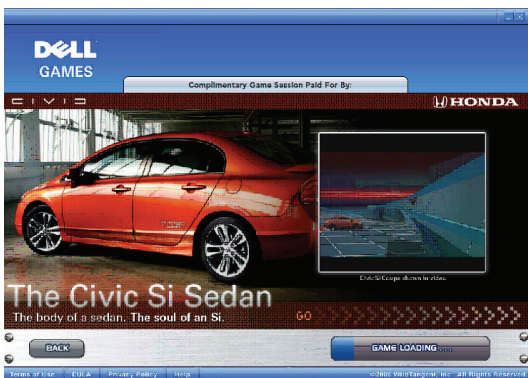 DELL
GAMES
Complimentary Game Session Paid For By:
CIVIC
HONDA
Civic Si Coupe shown in video
The Civic Si Sedan
The body of a sedan. The soul of an Si.
GO
BACK
GAME LOADING...
Terms of Use | EULA | Privacy Policy | Help
©2006 WildTangent, Inc. All Rights Reserved